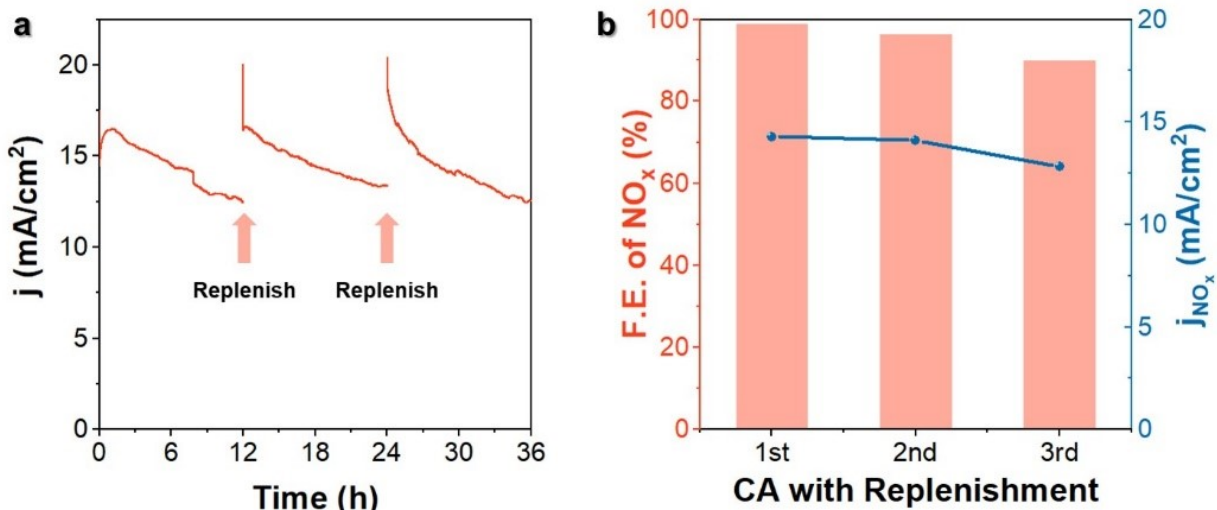 a
j (mA/cm²)
20
15
10
5
0
Replenish
Replenish
0
6
12
18
24
30
36
Time (h)
b
F.E. of NOₓ (%)
100
80
60
40
20
0
j_NOₓ (mA/cm²)
20
15
10
5
0
1st
2nd
3rd
CA with Replenishment